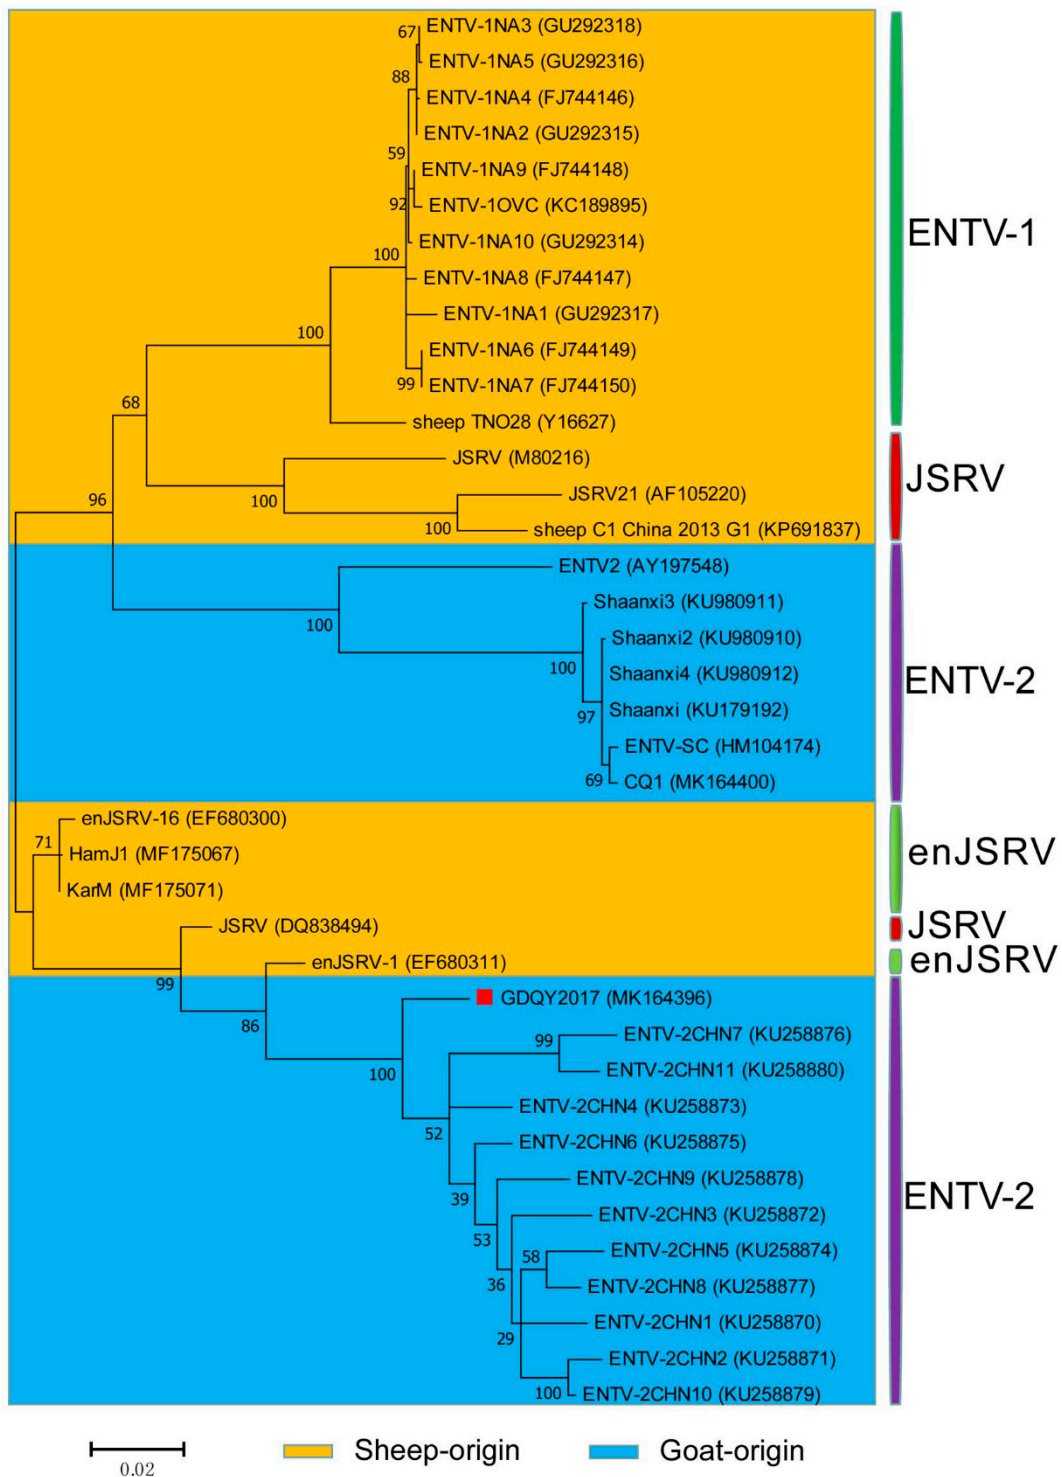 67
ENTV-1NA3 (GU292318)
ENTV-1NA5 (GU292316)
88
ENTV-1NA4 (FJ744146)
ENTV-1NA2 (GU292315)
59
ENTV-1NA9 (FJ744148)
92
ENTV-1OVC (KC189895)
ENTV-1NA10 (GU292314)
100
ENTV-1NA8 (FJ744147)
ENTV-1NA1 (GU292317)
100
ENTV-1NA6 (FJ744149)
99
ENTV-1NA7 (FJ744150)
68
sheep TNO28 (Y16627)
ENTV-1
JSRV (M80216)
96
100
JSRV21 (AF105220)
100
sheep C1 China 2013 G1 (KP691837)
JSRV
ENTV2 (AY197548)
Shaanxi3 (KU980911)
100
Shaanxi2 (KU980910)
100
Shaanxi4 (KU980912)
97
Shaanxi (KU179192)
ENTV-SC (HM104174)
69
CQ1 (MK164400)
ENTV-2
enJSRV-16 (EF680300)
71
HamJ1 (MF175067)
KarM (MF175071)
enJSRV
JSRV (DQ838494)
JSRV
99
enJSRV-1 (EF680311)
enJSRV
86
GDQY2017 (MK164396)
99
ENTV-2CHN7 (KU258876)
100
ENTV-2CHN11 (KU258880)
ENTV-2CHN4 (KU258873)
52
ENTV-2CHN6 (KU258875)
39
ENTV-2CHN9 (KU258878)
53
ENTV-2CHN3 (KU258872)
58
ENTV-2CHN5 (KU258874)
36
ENTV-2CHN8 (KU258877)
29
ENTV-2CHN1 (KU258870)
ENTV-2CHN2 (KU258871)
100
ENTV-2CHN10 (KU258879)
ENTV-2
0.02
Sheep-origin
Goat-origin